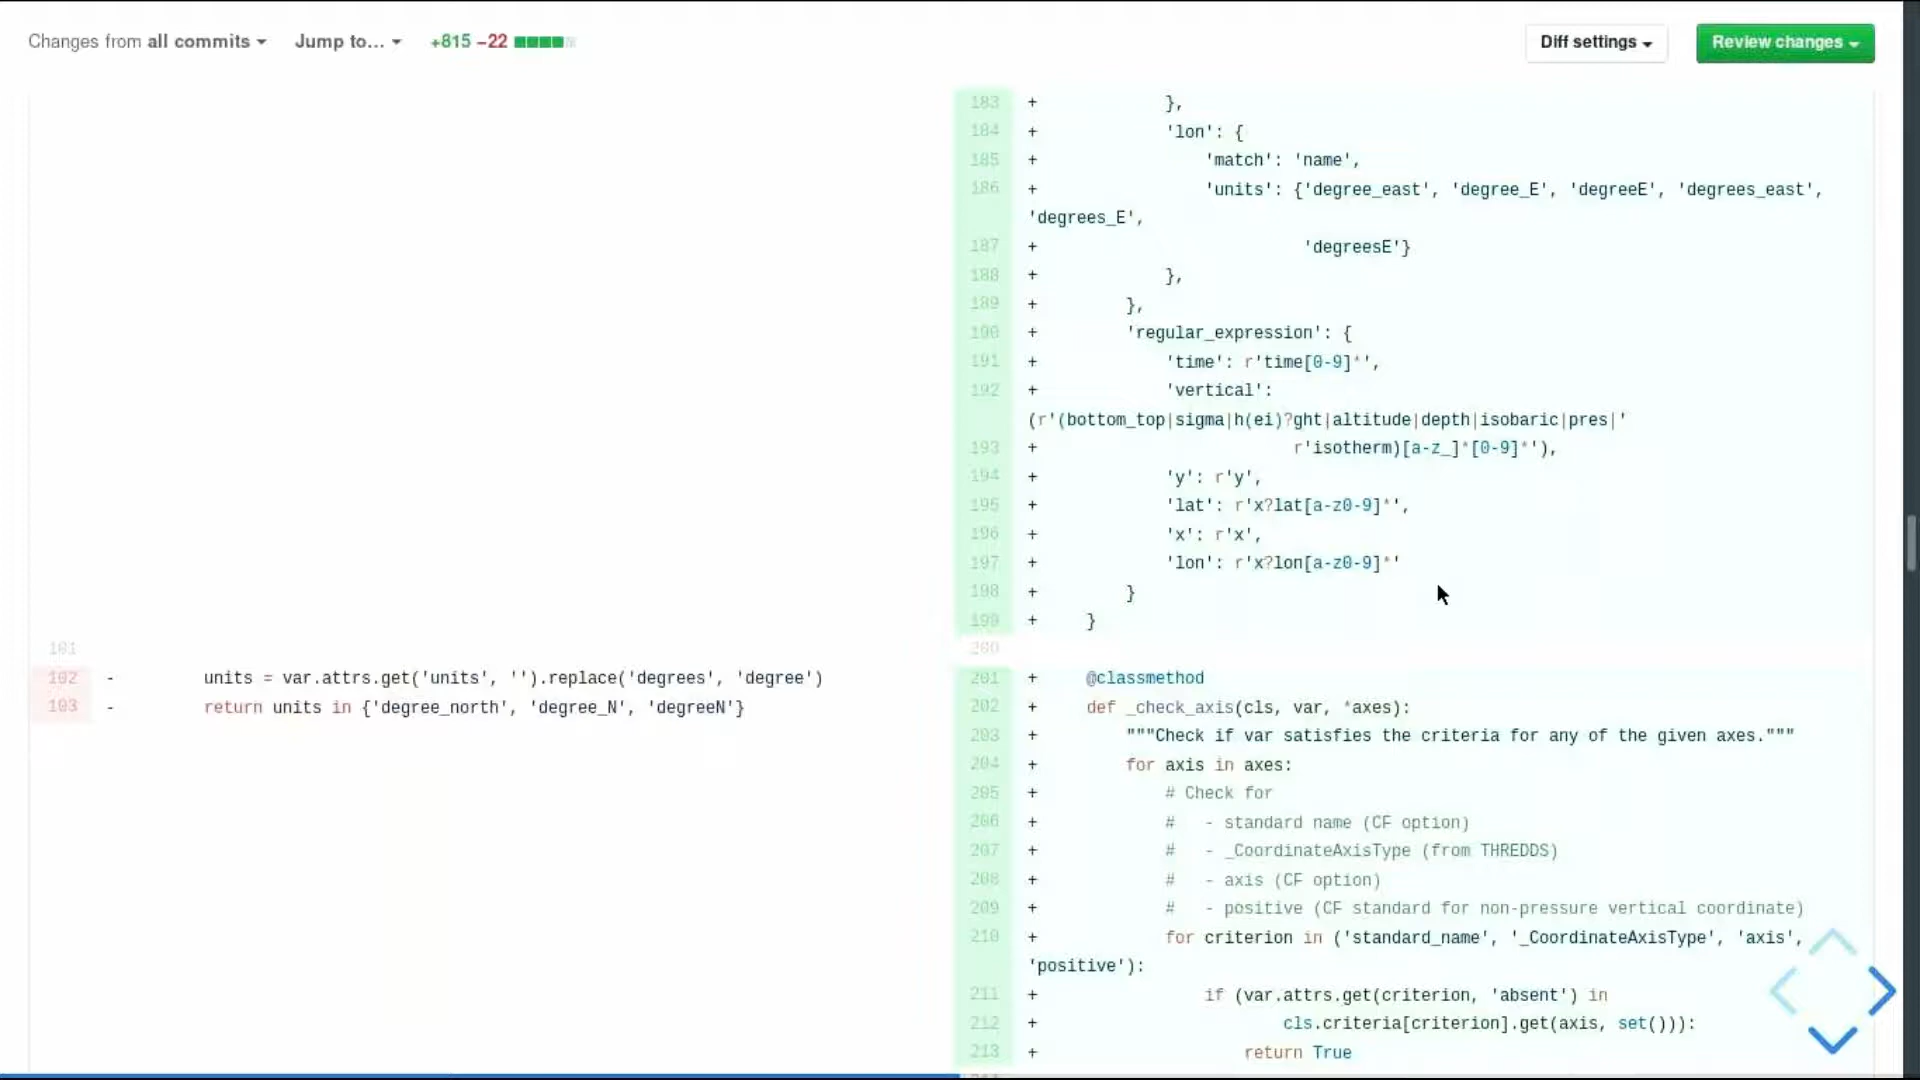 Changes from all commits Jump to... +815 −22 Diff settings Review changes
183 + },
184 + 'lon': {
185 + 'match': 'name',
186 + 'units': {'degree_east', 'degree_E', 'degreeE', 'degrees_east',
'degrees_E',
187 + 'degreesE'}
188 + },
189 + },
190 + 'regular_expression': {
191 + 'time': r'time[0-9]*',
192 + 'vertical':
(r'(bottom_top|sigma|h(ei)?ght|altitude|depth|isobaric|pres|'
193 + r'isotherm)[a-z_]*[0-9]*'),
194 + 'y': r'y',
195 + 'lat': r'x?lat[a-z0-9]*',
196 + 'x': r'x',
197 + 'lon': r'x?lon[a-z0-9]*'
198 + }
199 + }
101 200
102 - units = var.attrs.get('units', '').replace('degrees', 'degree') 201 + @classmethod
103 - return units in {'degree_north', 'degree_N', 'degreeN'} 202 + def _check_axis(cls, var, *axes):
203 + """Check if var satisfies the criteria for any of the given axes."""
204 + for axis in axes:
205 + # Check for
206 + # - standard name (CF option)
207 + # - _CoordinateAxisType (from THREDDS)
208 + # - axis (CF option)
209 + # - positive (CF standard for non-pressure vertical coordinate)
210 + for criterion in ('standard_name', '_CoordinateAxisType', 'axis',
'positive'):
211 + if (var.attrs.get(criterion, 'absent') in
212 + cls.criteria[criterion].get(axis, set())):
213 + return True